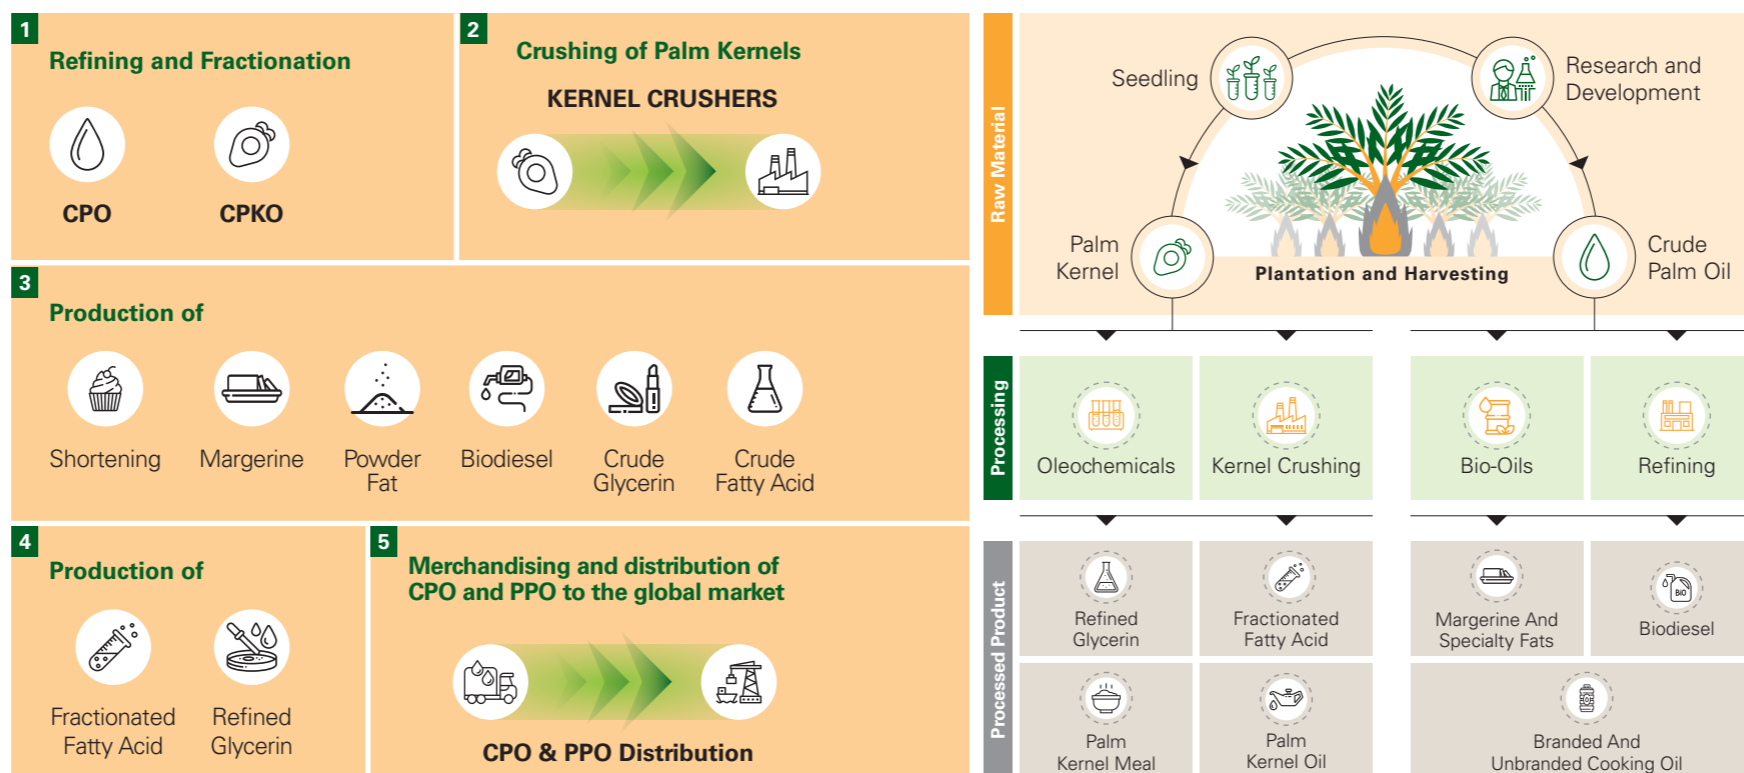 1
Refining and Fractionation
CPO
CPKO
2
Crushing of Palm Kernels
KERNEL CRUSHERS
3
Production of
Shortening
Margerine
Powder
Fat
Biodiesel
Crude
Glycerin
Crude
Fatty Acid
4
Production of
Fractionated
Fatty Acid
Refined
Glycerin
5
Merchandising and distribution of
CPO and PPO to the global market
CPO & PPO Distribution
Raw Material
Seedling
Research and
Development
Palm
Kernel
Plantation and Harvesting
Crude
Palm Oil
Processing
Oleochemicals
Kernel Crushing
Bio-Oils
Refining
Processed Product
Refined
Glycerin
Fractionated
Fatty Acid
Margerine And
Specialty Fats
BIO
Biodiesel
Palm
Kernel Meal
Palm
Kernel Oil
Branded And
Unbranded Cooking Oil